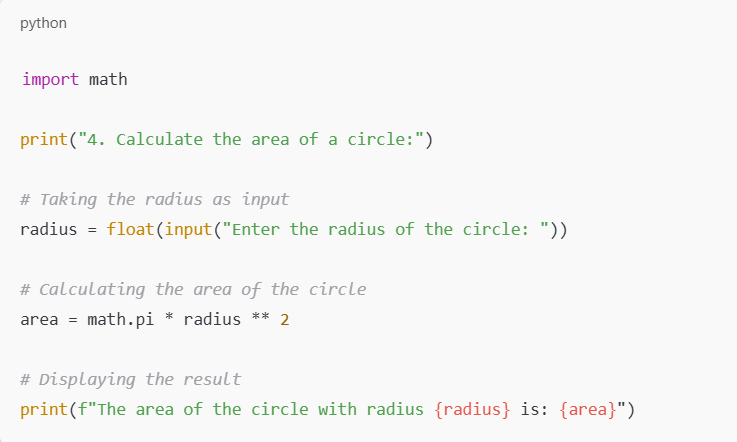 python
import math
print("4. Calculate the area of a circle:")
# Taking the radius as input
radius = float(input("Enter the radius of the circle: "))
# Calculating the area of the circle
area = math.pi * radius ** 2
# Displaying the result
print(f"The area of the circle with radius {radius} is: {area}")